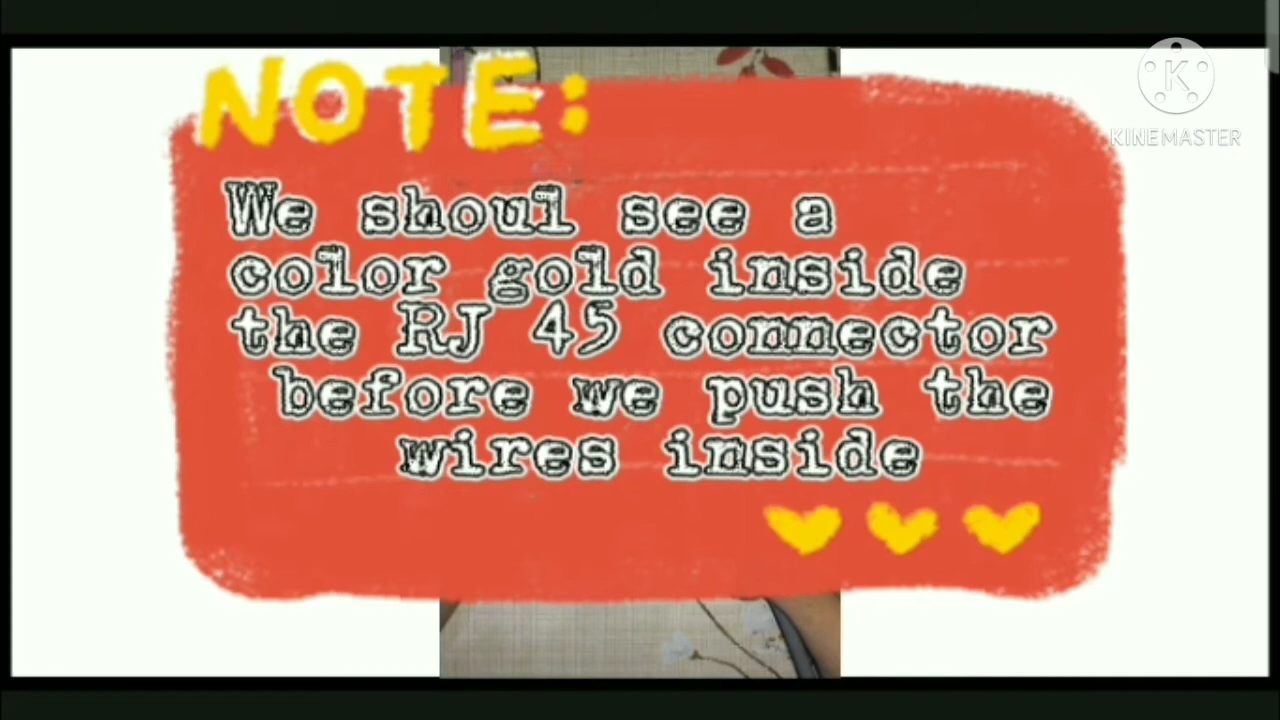 NOTE:
We shoul see a
color gold inside
the RJ 45 connector
before we push the
wires inside
K
KINEMASTER